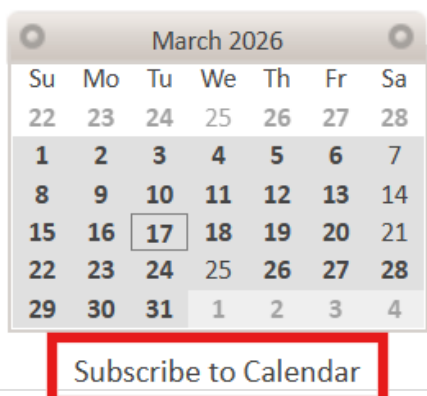 March 2026
Su Mo Tu We Th Fr Sa
22 23 24 25 26 27 28
1 2 3 4 5 6 7
8 9 10 11 12 13 14
15 16 17 18 19 20 21
22 23 24 25 26 27 28
29 30 31 1 2 3 4
Subscribe to Calendar